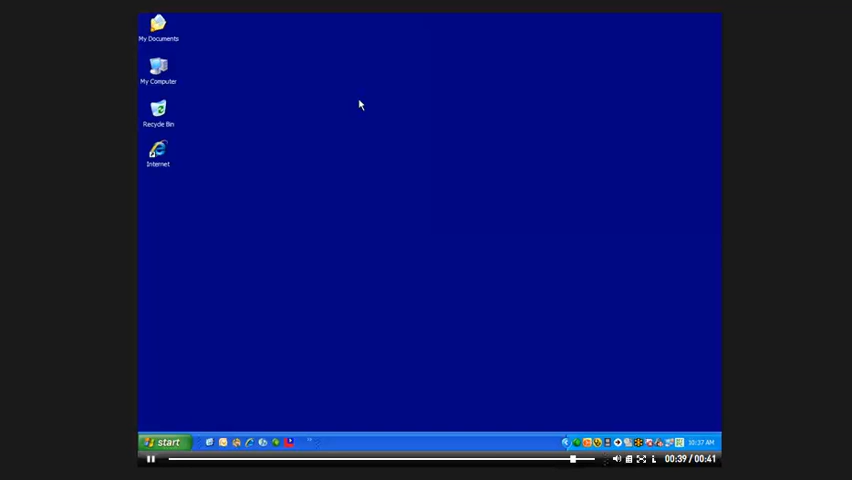 My Documents
My Computer
Recycle Bin
Internet
start
10:37 AM
00:39 / 00:41